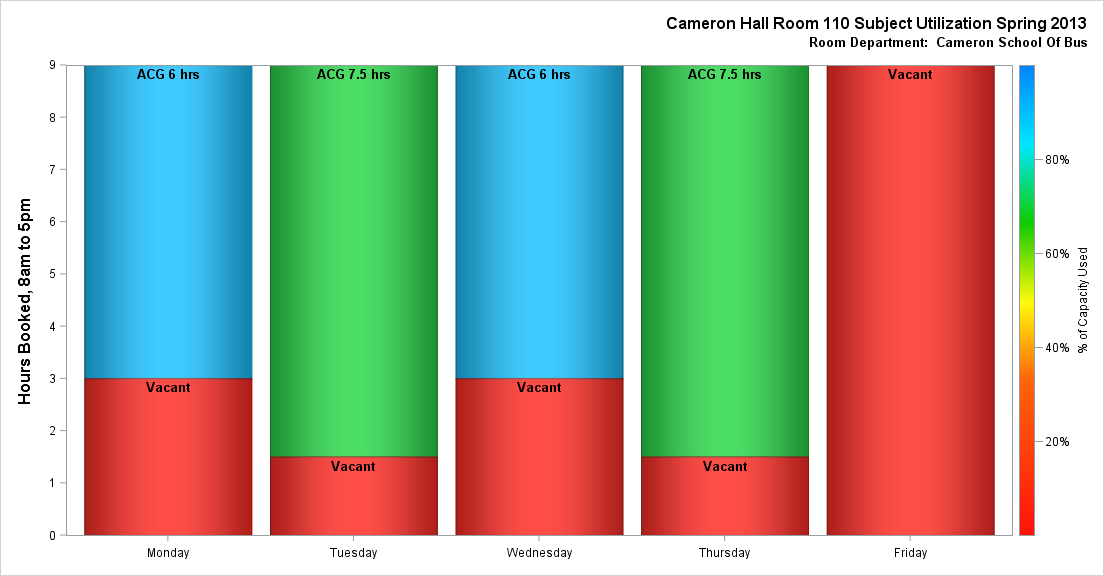 Cameron Hall Room 110 Subject Utilization Spring 2013
Room Department:  Cameron School Of Bus
Hours Booked, 8am to 5pm
9
8
7
6
5
4
3
2
1
0
ACG 6 hrs
Vacant
ACG 7.5 hrs
Vacant
ACG 6 hrs
Vacant
ACG 7.5 hrs
Vacant
Vacant
Monday
Tuesday
Wednesday
Thursday
Friday
80%
60%
40%
20%
% of Capacity Used